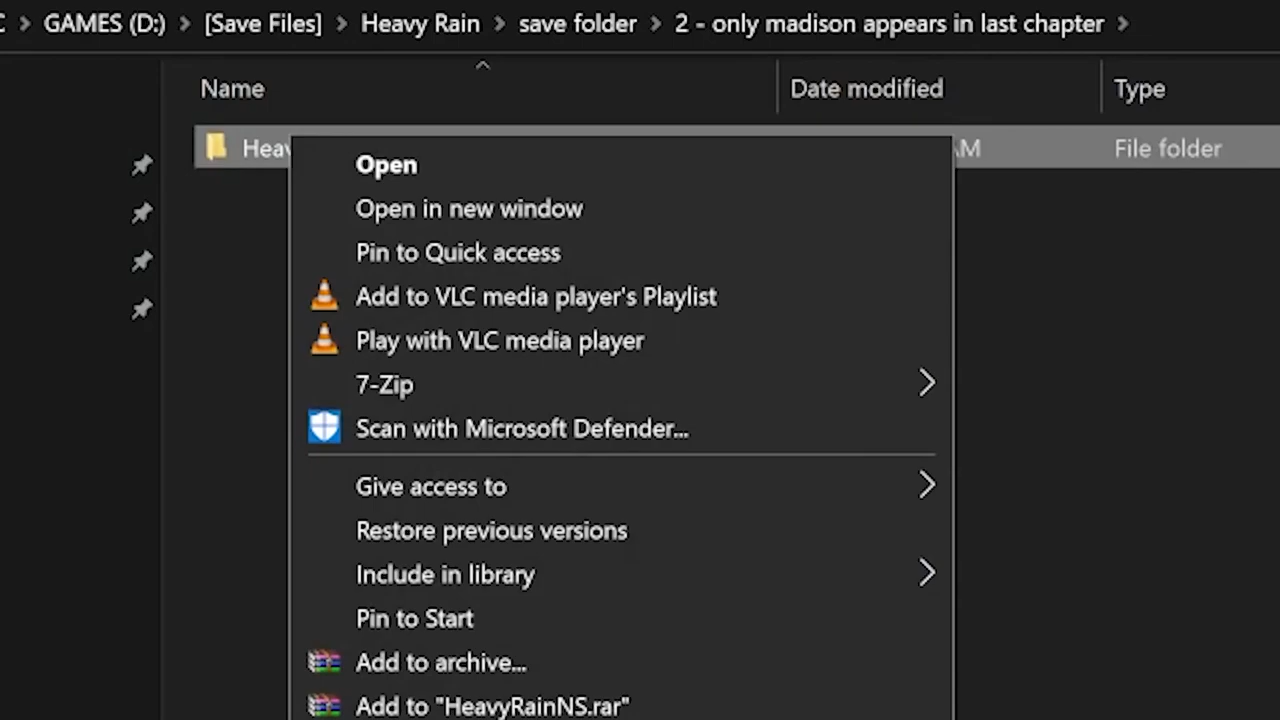 GAMES (D:) > [Save Files] > Heavy Rain > save folder > 2 - only madison appears in last chapter >
Name Date modified Type
AM File folder
Open
Open in new window
Pin to Quick access
Add to VLC media player's Playlist
Play with VLC media player
7-Zip
Scan with Microsoft Defender...
Give access to
Restore previous versions
Include in library
Pin to Start
Add to archive...
Add to "HeavyRainNS.rar"